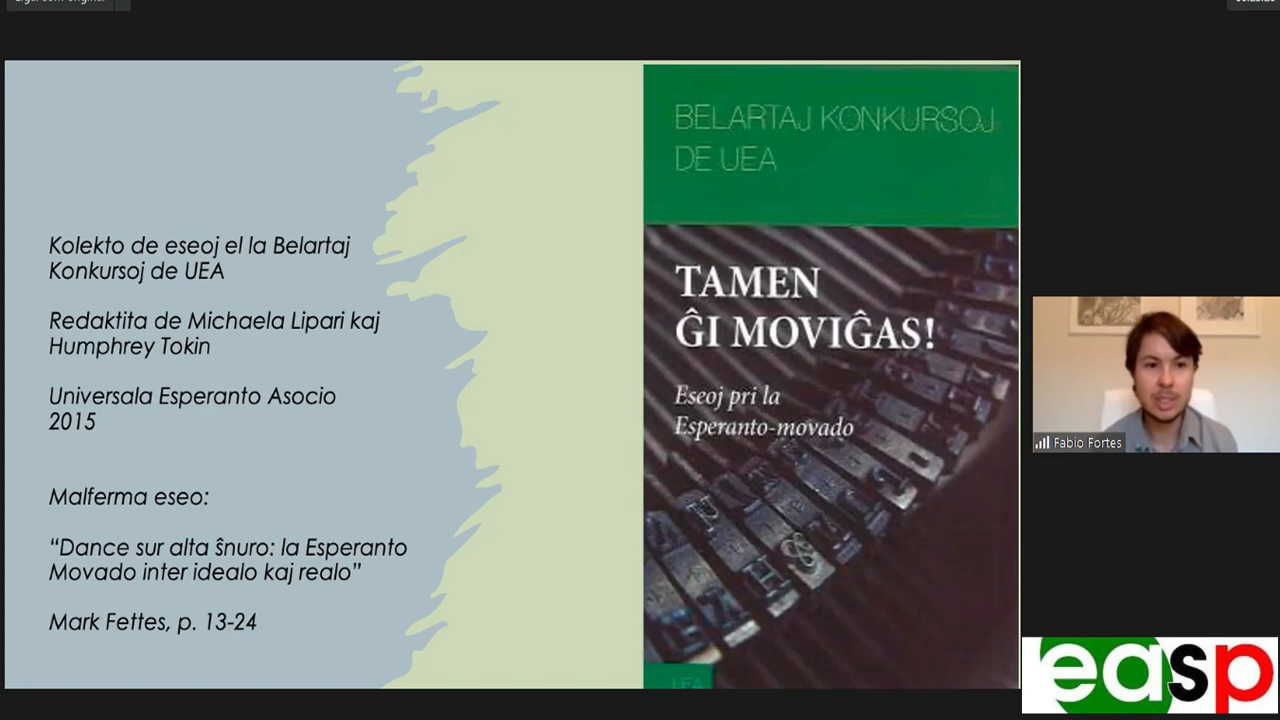 Kolekto de eseoj el la Belartaj
Konkursoj de UEA
Redaktita de Michaela Lipari kaj
Humphrey Tokin
Universala Esperanto Asocio
2015
Malferma eseo:
“Dance sur alta ŝnuro: la Esperanto
Movado inter idealo kaj realo”
Mark Fettes, p. 13-24
BELARTAJ KONKURSOJ
DE UEA
TAMEN
ĜI MOVIĜAS!
Eseoj pri la
Esperanto-movado
UEA
Fabio Fortes
easp